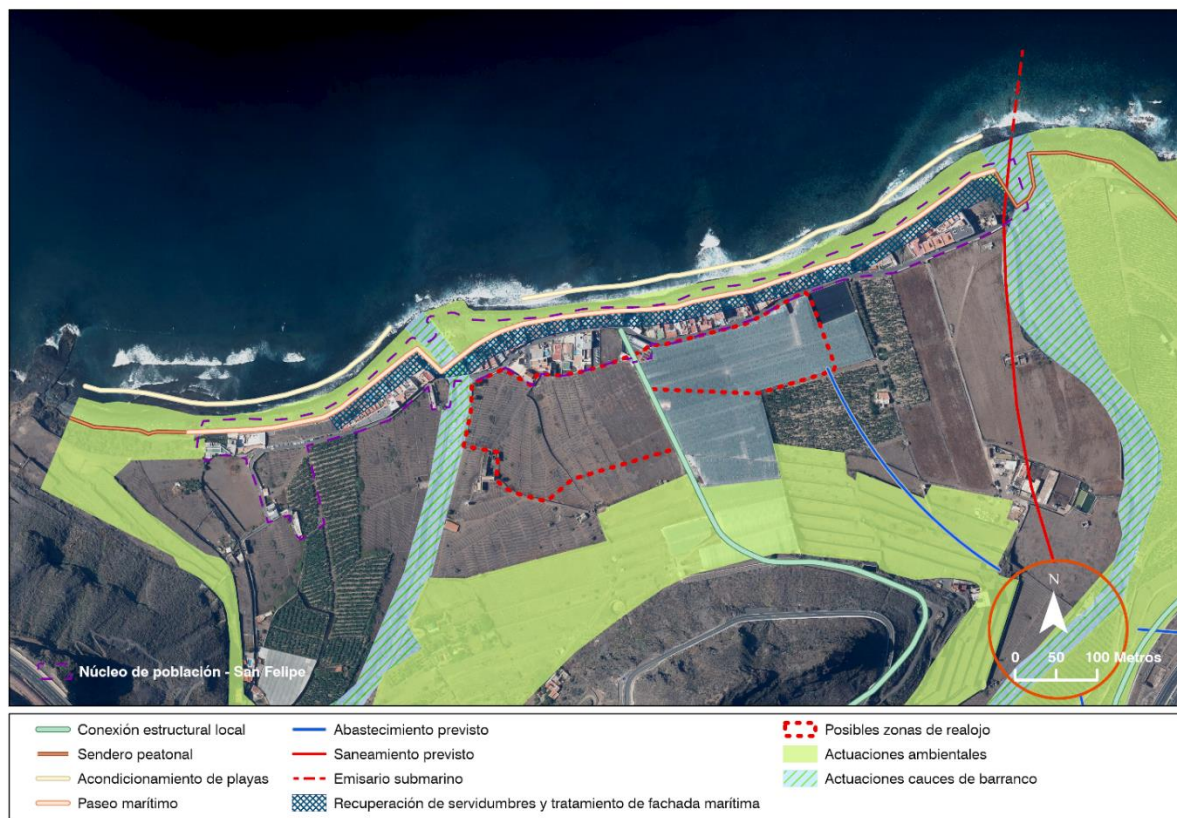 N
0 50 100 Metros
Núcleo de población - San Felipe
Conexión estructural local
Sendero peatonal
Acondicionamiento de playas
Paseo marítimo
Abastecimiento previsto
Saneamiento previsto
Emisario submarino
Recuperación de servidumbres y tratamiento de fachada marítima
Posibles zonas de realojo
Actuaciones ambientales
Actuaciones cauces de barranco